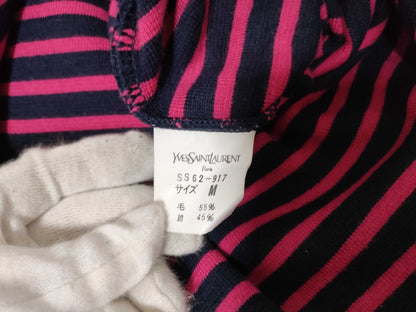 YVESSAINTLAURENT
Paris
SS62-917
サイズ M
毛 55%
綿 45%